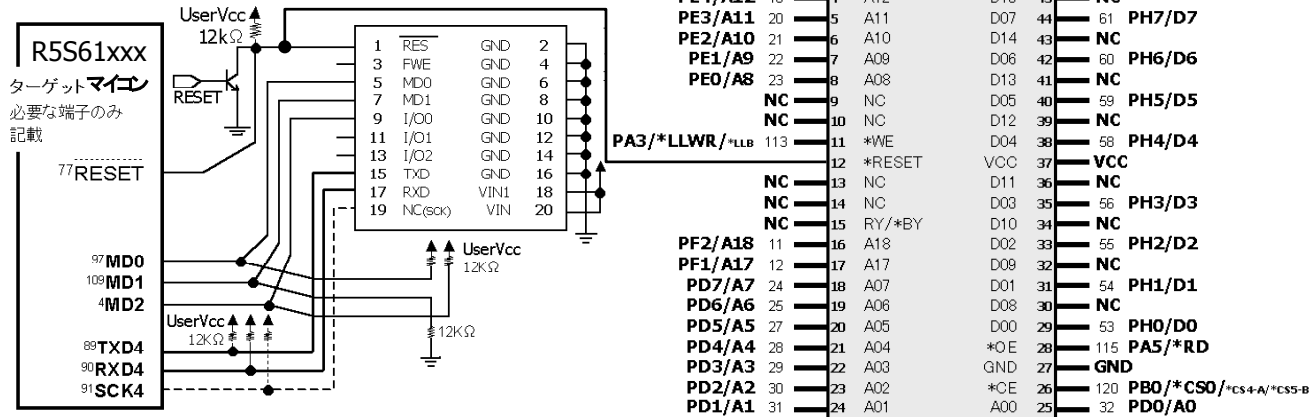 R5S61xxx
ターゲットマイコン
必要な端子のみ
記載
UserVcc
12kΩ
RESET
77RESET
97MD0
109MD1
4MD2
UserVcc
12KΩ
89TXD4
90RXD4
91SCK4
1 RES GND 2
3 FWE GND 4
5 MD0 GND 6
7 MD1 GND 8
9 I/O0 GND 10
11 I/O1 GND 12
13 I/O2 GND 14
15 TXD GND 16
17 RXD VIN1 18
19 NC(SCK) VIN 20
UserVcc
12KΩ
12KΩ
PE3/A11 20 5 A11 D07 44 61 PH7/D7
PE2/A10 21 6 A10 D14 43 NC
PE1/A9 22 7 A09 D06 42 60 PH6/D6
PE0/A8 23 8 A08 D13 41 NC
NC 9 NC D05 40 59 PH5/D5
NC 10 NC D12 39 NC
PA3/*LLWR/*LLB 113 11 *WE D04 38 58 PH4/D4
12 *RESET VCC 37 VCC
NC 13 NC D11 36 NC
NC 14 NC D03 35 56 PH3/D3
NC 15 RY/*BY D10 34 NC
PF2/A18 11 16 A18 D02 33 55 PH2/D2
PF1/A17 12 17 A17 D09 32 NC
PD7/A7 24 18 A07 D01 31 54 PH1/D1
PD6/A6 25 19 A06 D08 30 NC
PD5/A5 27 20 A05 D00 29 53 PH0/D0
PD4/A4 28 21 A04 *OE 28 115 PA5/*RD
PD3/A3 29 22 A03 GND 27 GND
PD2/A2 30 23 A02 *CE 26 120 PB0/*CS0/*CS4-A/*CS5-B
PD1/A1 31 24 A01 A00 25 32 PD0/A0